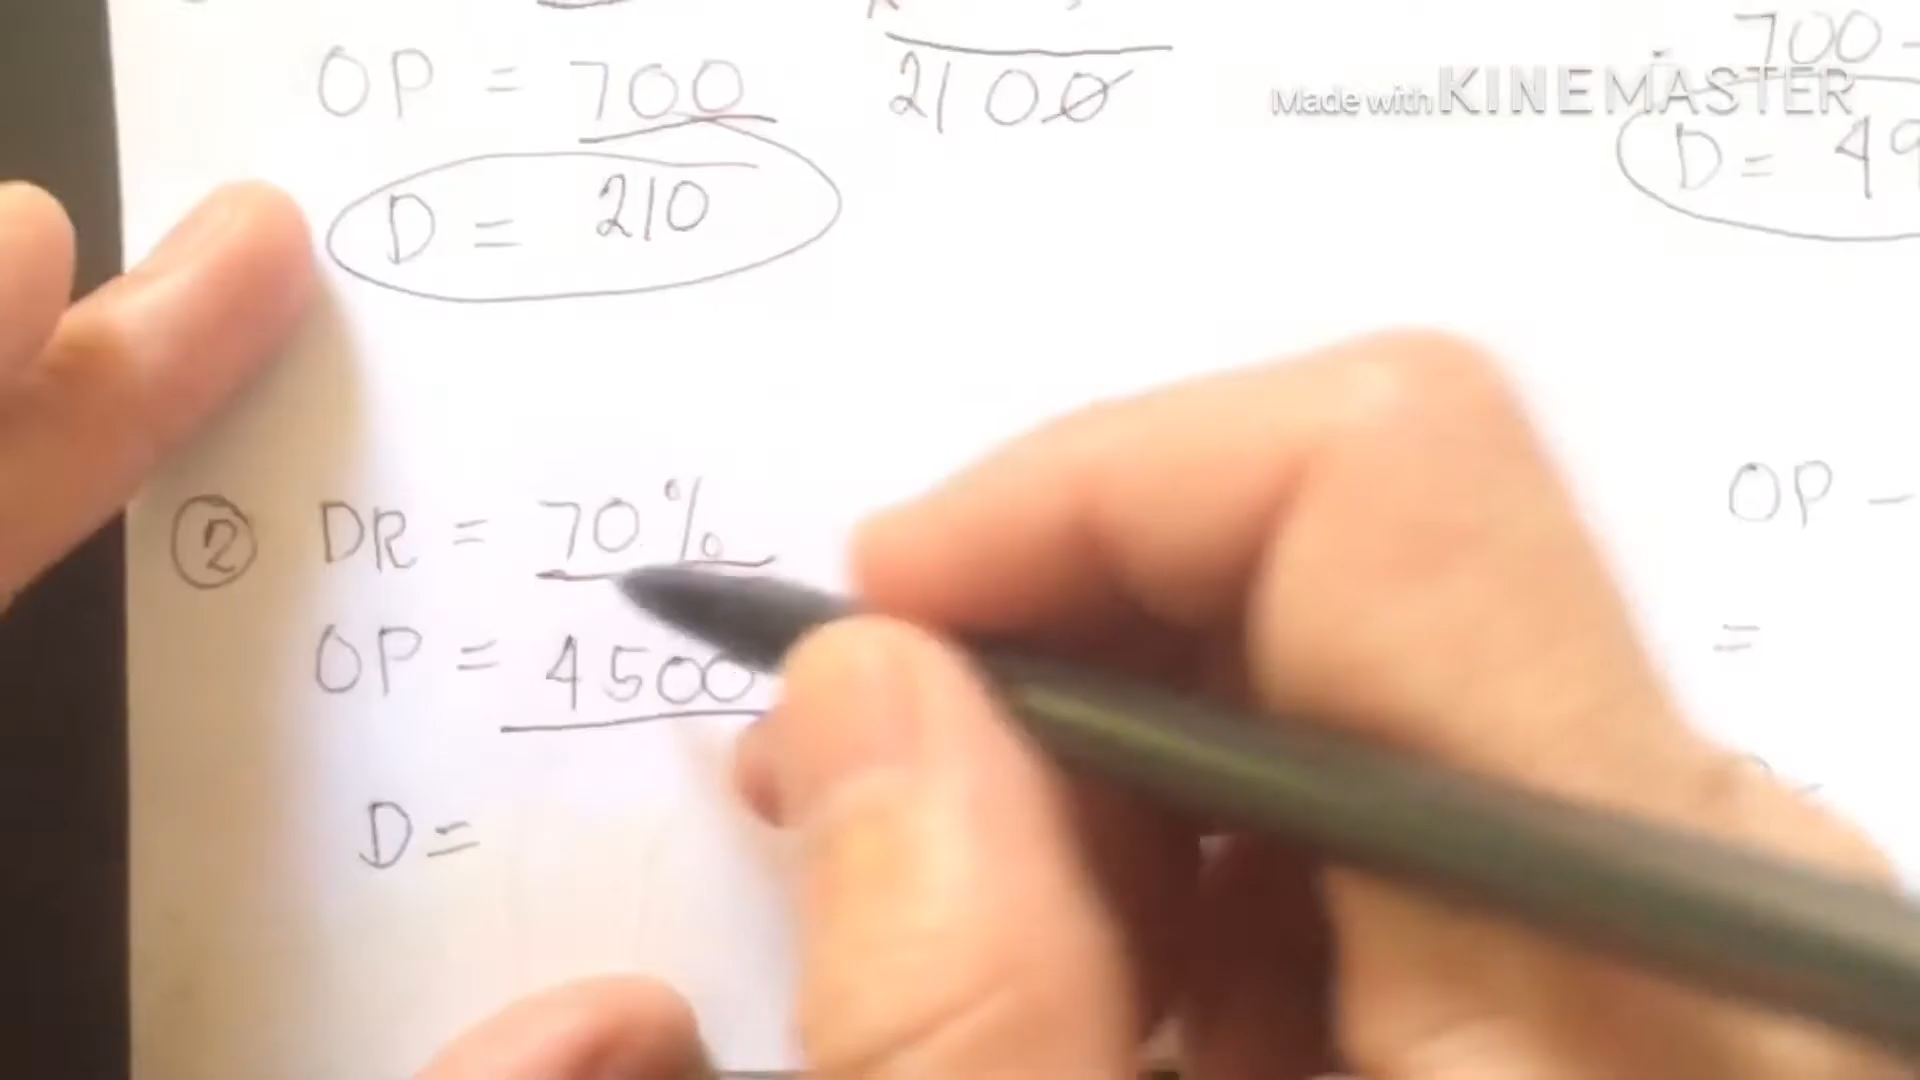 OP = 700
2100
700 -
Made with KINEMASTER
D = 210
D = 49
② DR = 70%
OP = 4500
D =
OP -
=